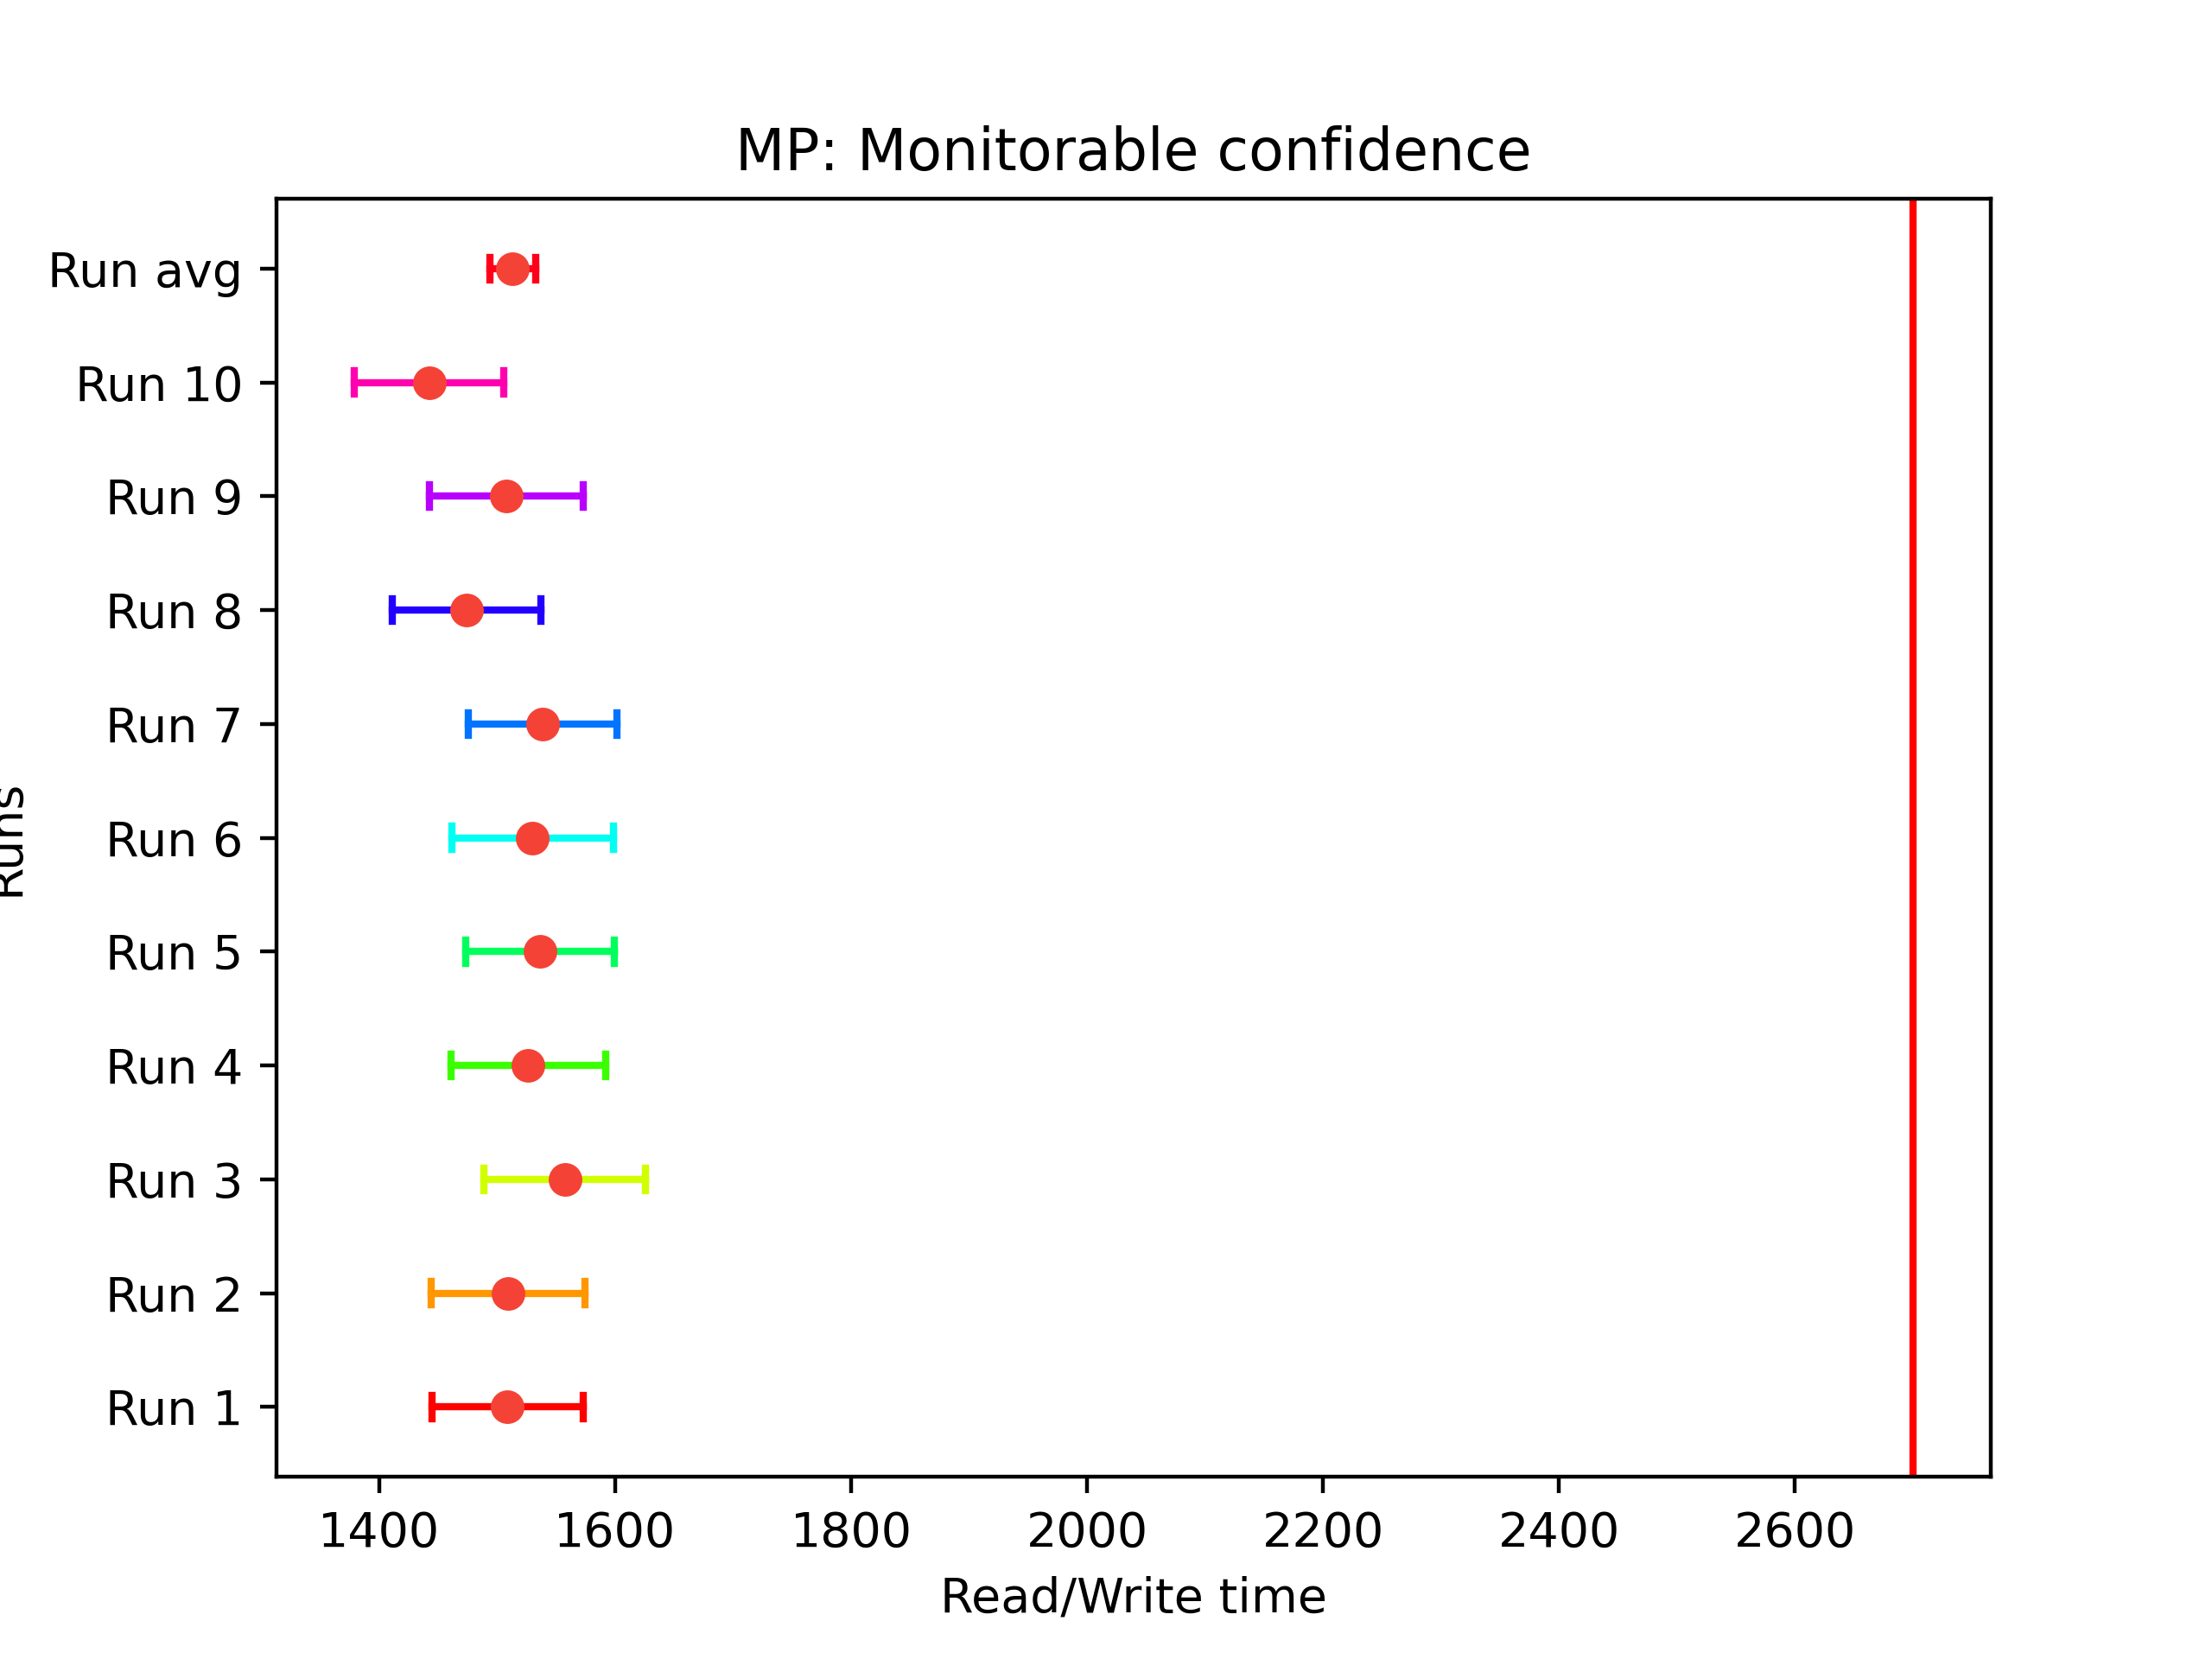 MP: Monitorable confidence
Run avg
Run 10
Run 9
Run 8
Run 7
Run 6
Run 5
Run 4
Run 3
Run 2
Run 1
Runs
1400 1600 1800 2000 2200 2400 2600
Read/Write time